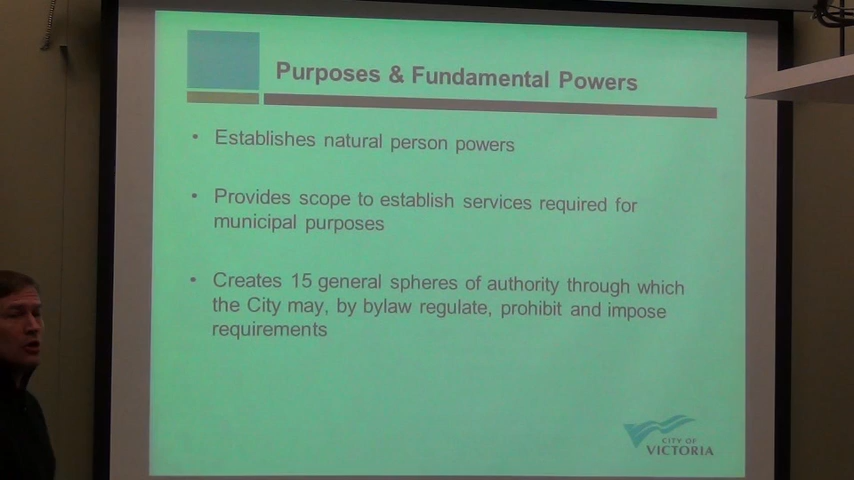 Purposes & Fundamental Powers
• Establishes natural person powers
• Provides scope to establish services required for
municipal purposes
• Creates 15 general spheres of authority through which
the City may, by bylaw regulate, prohibit and impose
requirements
CITY OF
VICTORIA